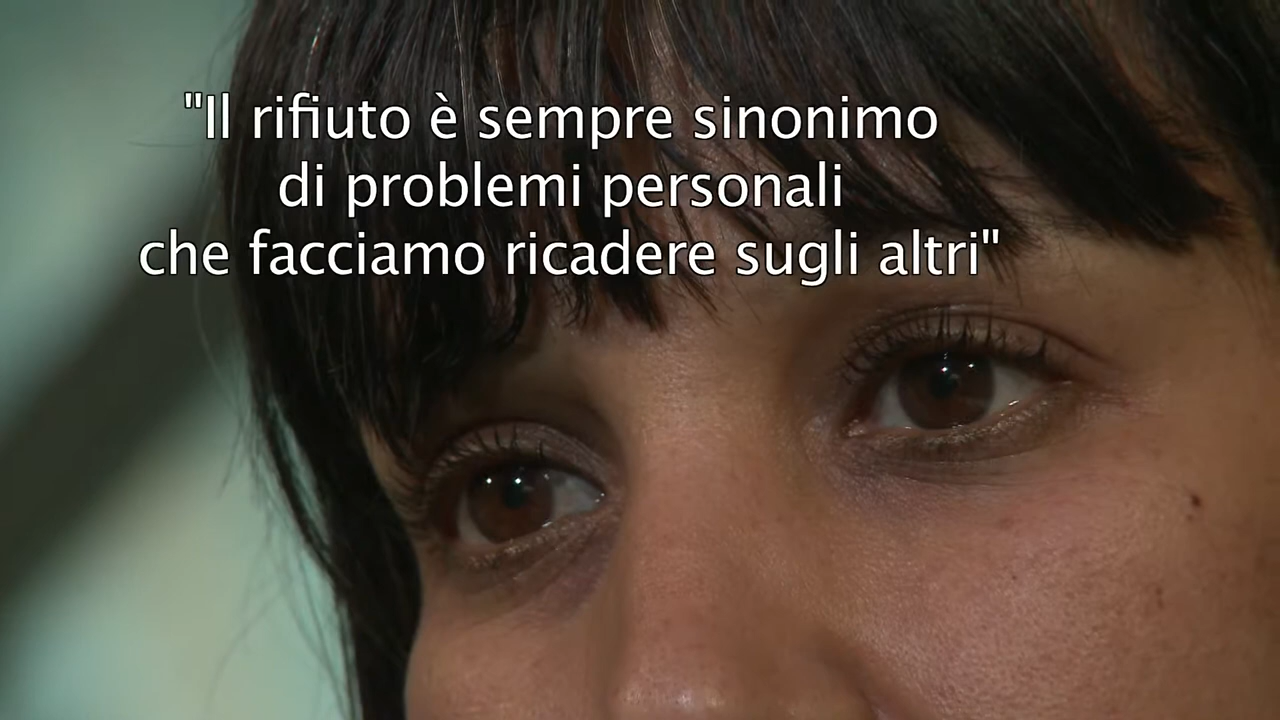 "Il rifiuto è sempre sinonimo
di problemi personali
che facciamo ricadere sugli altri"